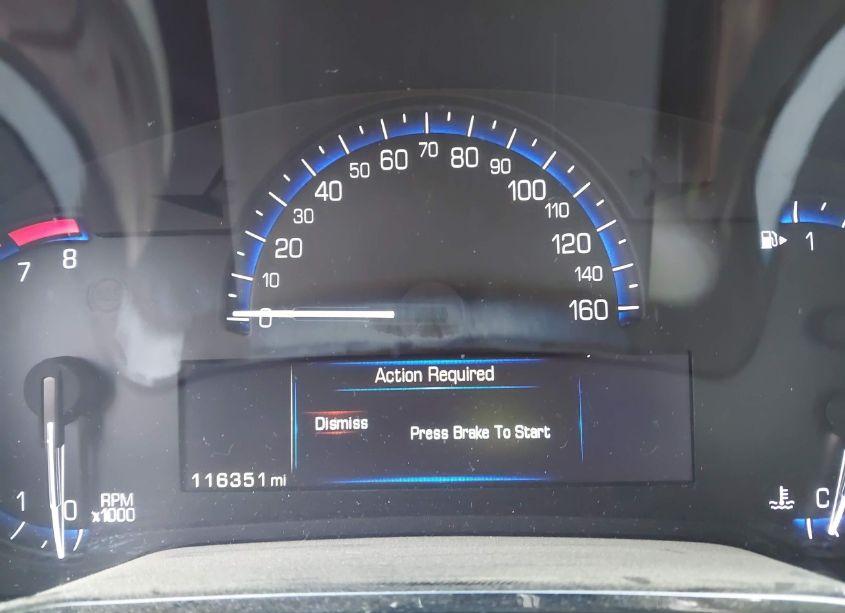 70
60 80
50 90
40 100
30 110
20 120
10 140
0 160
7 8
1
Action Required
Dismiss
Press Brake To Start
116351 mi
1 0 RPM
x1000
C